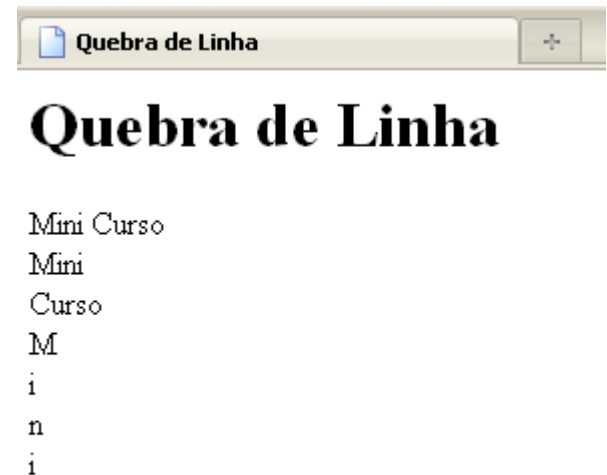 Quebra de Linha
Quebra de Linha
Mini Curso
Mini
Curso
M
i
n
i